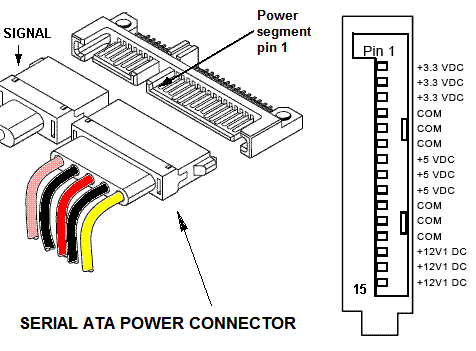 SIGNAL
Power
segment
pin 1
SERIAL ATA POWER CONNECTOR
Pin 1
+3.3 VDC
+3.3 VDC
+3.3 VDC
COM
COM
COM
+5 VDC
+5 VDC
+5 VDC
COM
COM
COM
+12V1 DC
+12V1 DC
+12V1 DC
15